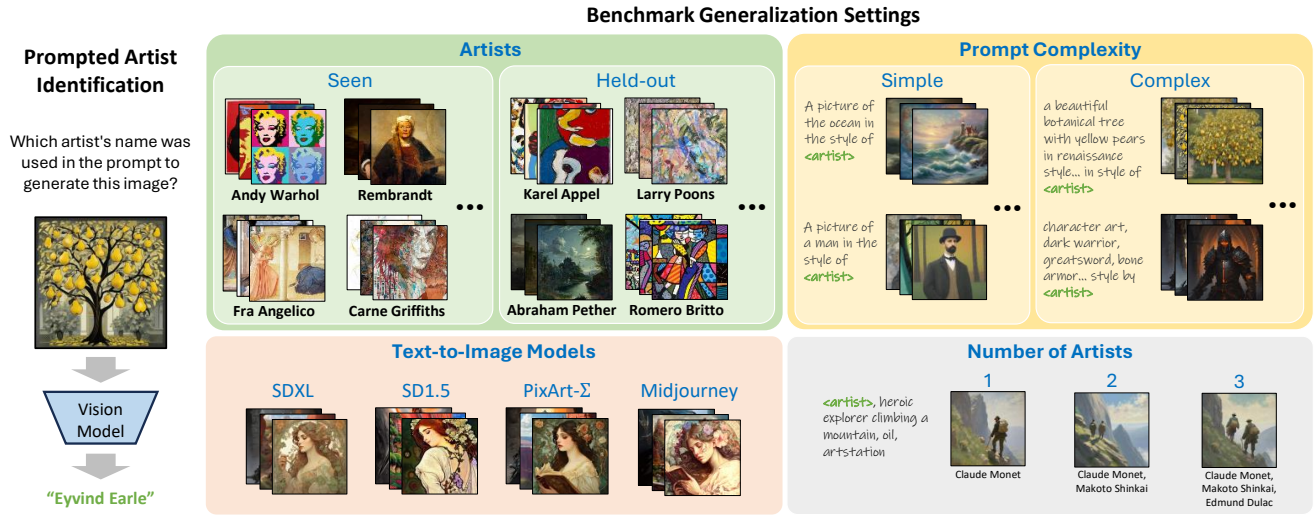 Benchmark Generalization Settings
Prompted Artist
Identification
Which artist's name was
used in the prompt to
generate this image?
Vision
Model
"Eyvind Earle"
Artists
Seen
Andy Warhol
Rembrandt
...
Fra Angelico
Carne Griffiths
Held-out
Karel Appel
Larry Poons
...
Abraham Pether
Romero Britto
Prompt Complexity
Simple
A picture of
the ocean in
the style of
<artist>
...
A picture of
a man in the
style of
<artist>
Complex
a beautiful
botanical tree
with yellow pears
in renaissance
style... in style of
<artist>
...
character art,
dark warrior,
greatsword, bone
armor... style by
<artist>
Text-to-Image Models
SDXL
SD1.5
PixArt-Σ
Midjourney
Number of Artists
<artist>, heroic
explorer climbing a
mountain, oil,
artstation
1
Claude Monet
2
Claude Monet,
Makoto Shinkai
3
Claude Monet,
Makoto Shinkai,
Edmund Dulac